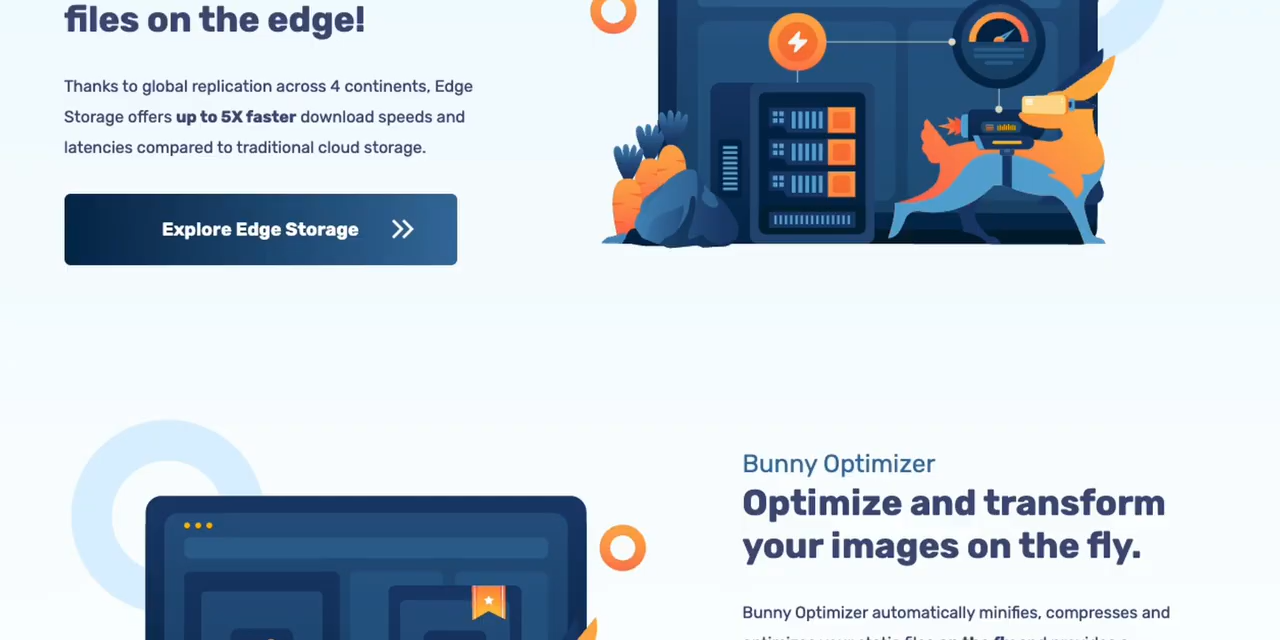 files on the edge!
Thanks to global replication across 4 continents, Edge
Storage offers up to 5X faster download speeds and
latencies compared to traditional cloud storage.
Explore Edge Storage
Bunny Optimizer
Optimize and transform
your images on the fly.
Bunny Optimizer automatically minifies, compresses and